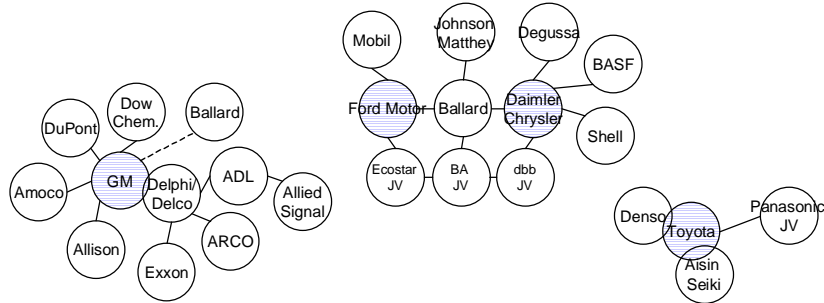 Johnson
Matthey
Degussa
Mobil
BASF
Ford Motor
Ballard
Daimler
Chrysler
Shell
Ecostar
JV
BA
JV
dbb
JV
Dow
Chem.
Ballard
DuPont
GM
Delphi/
Delco
ADL
Amoco
Allied
Signal
Allison
ARCO
Exxon
Denso
Toyota
Panasonic
JV
Aisin
Seiki